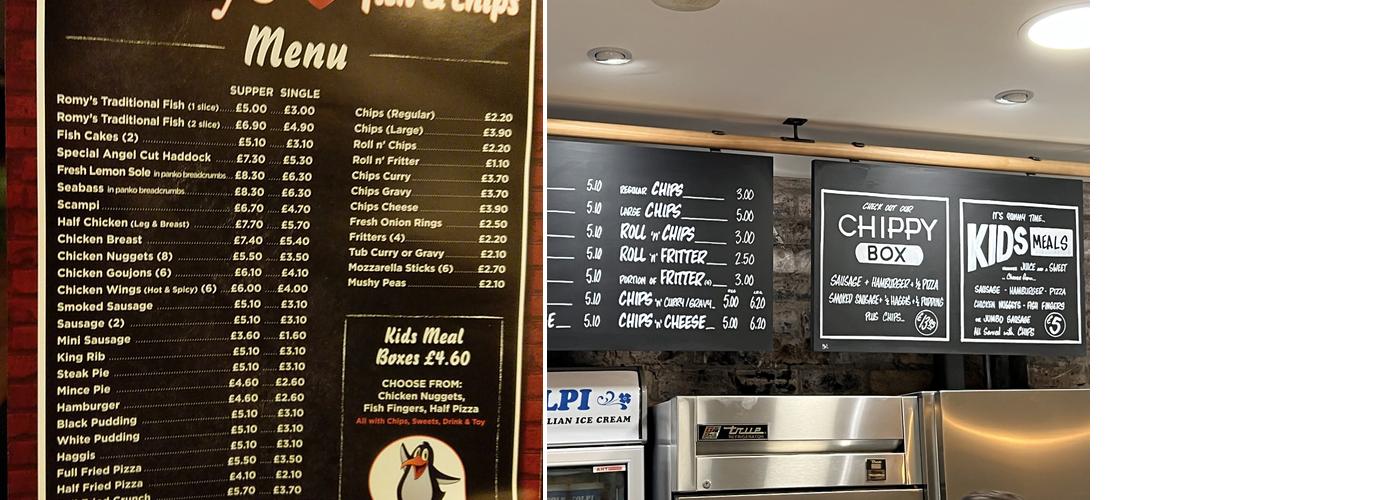 Fish & Chips
Menu
SUPPER SINGLE
Romy's Traditional Fish (1 slice) £5.00 £3.00
Romy's Traditional Fish (2 slice) £6.90 £4.90
Fish Cakes (2) £5.10 £3.10
Special Angel Cut Haddock £7.30 £5.30
Fresh Lemon Sole in panko breadcrumbs £8.30 £6.30
Seabass in panko breadcrumbs £8.30 £6.30
Scampi £6.70 £4.70
Half Chicken (Leg & Breast) £7.70 £5.70
Chicken Breast £7.40 £5.40
Chicken Nuggets (8) £5.50 £3.50
Chicken Goujons (6) £6.10 £4.10
Chicken Wings (Hot & Spicy) (6) £6.00 £4.00
Smoked Sausage £5.10 £3.10
Sausage (2) £5.10 £3.10
Mini Sausage £3.60 £1.60
King Rib £5.10 £3.10
Steak Pie £5.10 £3.10
Mince Pie £4.60 £2.60
Hamburger £4.60 £2.60
Black Pudding £5.10 £3.10
White Pudding £5.10 £3.10
Haggis £5.10 £3.10
Full Fried Pizza £5.50 £3.50
Half Fried Pizza £4.10 £2.10
Crunch £5.70 £3.70
Chips (Regular) £2.20
Chips (Large) £3.90
Roll n' Chips £2.20
Roll n' Fritter £1.10
Chips Curry £3.70
Chips Gravy £3.70
Chips Cheese £3.90
Fresh Onion Rings £2.50
Fritters (4) £2.20
Tub Curry or Gravy £2.10
Mozzarella Sticks (6) £2.70
Mushy Peas £2.10
Kids Meal
Boxes £4.60
CHOOSE FROM:
Chicken Nuggets,
Fish Fingers, Half Pizza
All with Chips, Sweets, Drink & Toy
5.10
5.10
5.10
5.10
5.10
5.10
E 5.10
REGULAR CHIPS 3.00
LARGE CHIPS 5.00
ROLL 'n' CHIPS 3.00
ROLL 'n' FRITTER 2.50
PORTION OF FRITTER 3.00
CHIPS 'n' CURRY/GRAVY 5.00 6.20
CHIPS 'n' CHEESE 5.00 6.20
CHECK OUT OUR
CHIPPY
BOX
SAUSAGE + HAMBURGER + ½ PIZZA
SMOKED SAUSAGE + ½ HAGGIS + ½ PUDDING
PLUS CHIPS
IT'S YUMMY TIME
KIDS MEALS
JUICE and a SWEET
Choose from
SAUSAGE - HAMBURGER - PIZZA
CHICKEN NUGGETS - FISH FINGERS
or JUMBO SAUSAGE
All Served with CHIPS
£5
LPI
LIAN ICE CREAM
true
REFRIGERATOR